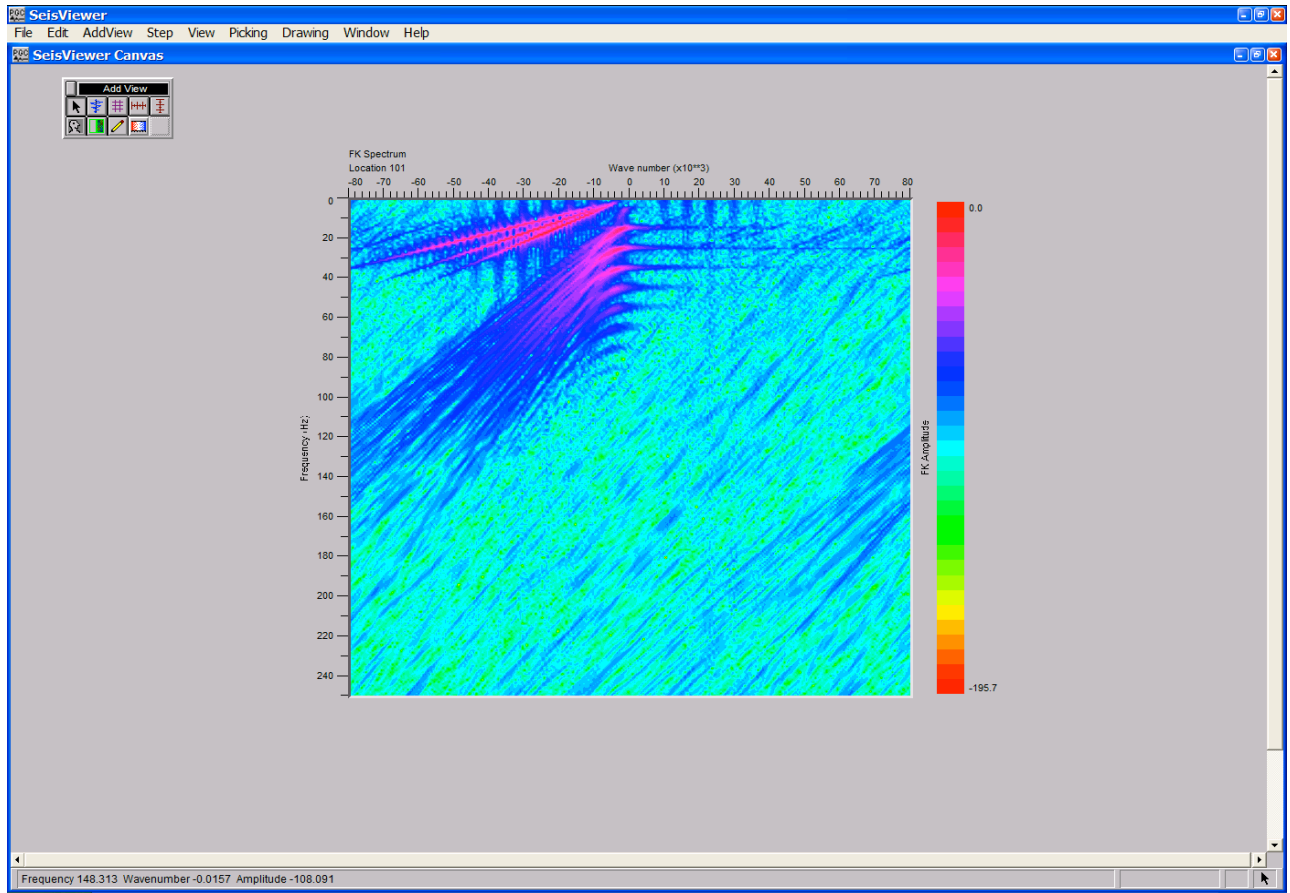 PGC SeisViewer
File Edit AddView Step View Picking Drawing Window Help
PGC SeisViewer Canvas
Add View
FK Spectrum
Location 101
Wave number (x10**3)
-80 -70 -60 -50 -40 -30 -20 -10 0 10 20 30 40 50 60 70 80
0
20
40
60
80
100
120
140
160
180
200
220
240
Frequency (Hz)
0.0
FK Amplitude
-195.7
Frequency 148.313 Wavenumber -0.0157 Amplitude -108.091